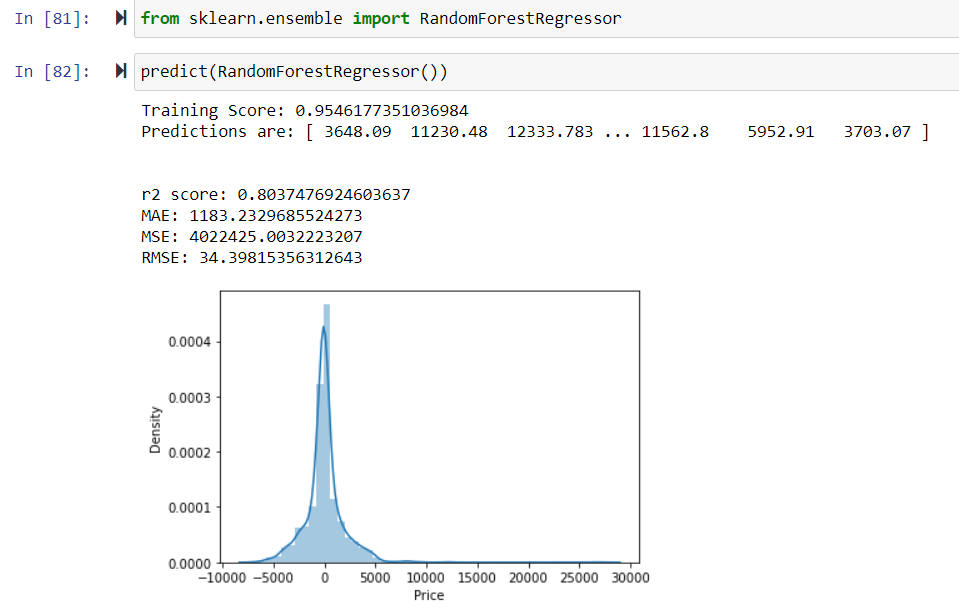 In [81]: from sklearn.ensemble import RandomForestRegressor
In [82]: predict(RandomForestRegressor())
Training Score: 0.9546177351036984
Predictions are: [ 3648.09 11230.48 12333.783 ... 11562.8 5952.91 3703.07 ]
r2 score: 0.8037476924603637
MAE: 1183.2329685524273
MSE: 4022425.0032223207
RMSE: 34.39815356312643
0.0004
0.0003
0.0002
0.0001
0.0000
Density
−10000 −5000 0 5000 10000 15000 20000 25000 30000
Price